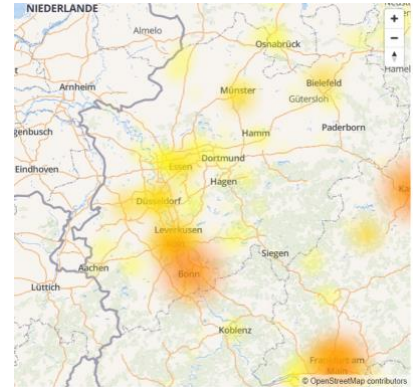 NIEDERLANDE
Almelo
Osnabrück
+
−
Arnheim
Münster
Bielefeld
Gütersloh
Hamm
Paderborn
Eindhoven
Essen
Dortmund
Hagen
Düsseldorf
Leverkusen
Siegen
Aachen
Bonn
Lüttich
Koblenz
Frankfurt am
Main
© OpenStreetMap contributors